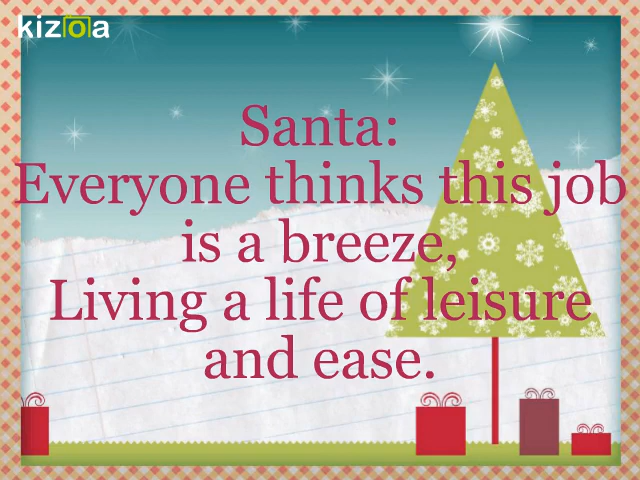 kizoa
Santa:
Everyone thinks this job
is a breeze,
Living a life of leisure
and ease.